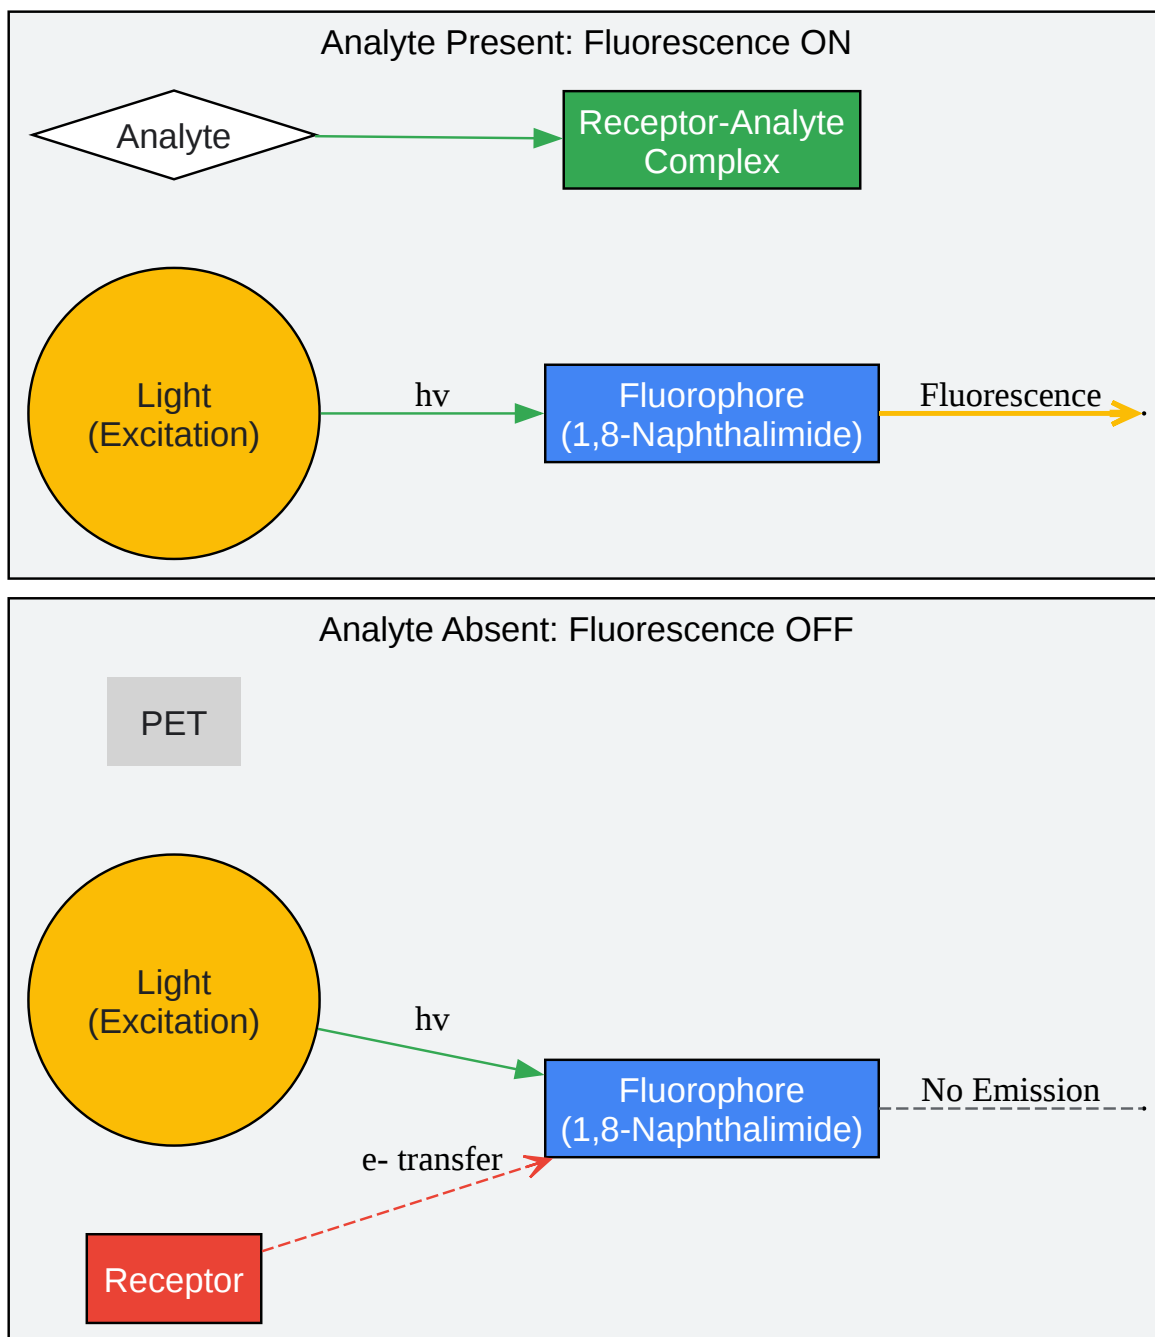 Analyte Present: Fluorescence ON
Analyte
Receptor-Analyte
Complex
Light
(Excitation)
hv
Fluorophore
(1,8-Naphthalimide)
Fluorescence
Analyte Absent: Fluorescence OFF
PET
Light
(Excitation)
hv
Fluorophore
(1,8-Naphthalimide)
No Emission
e- transfer
Receptor